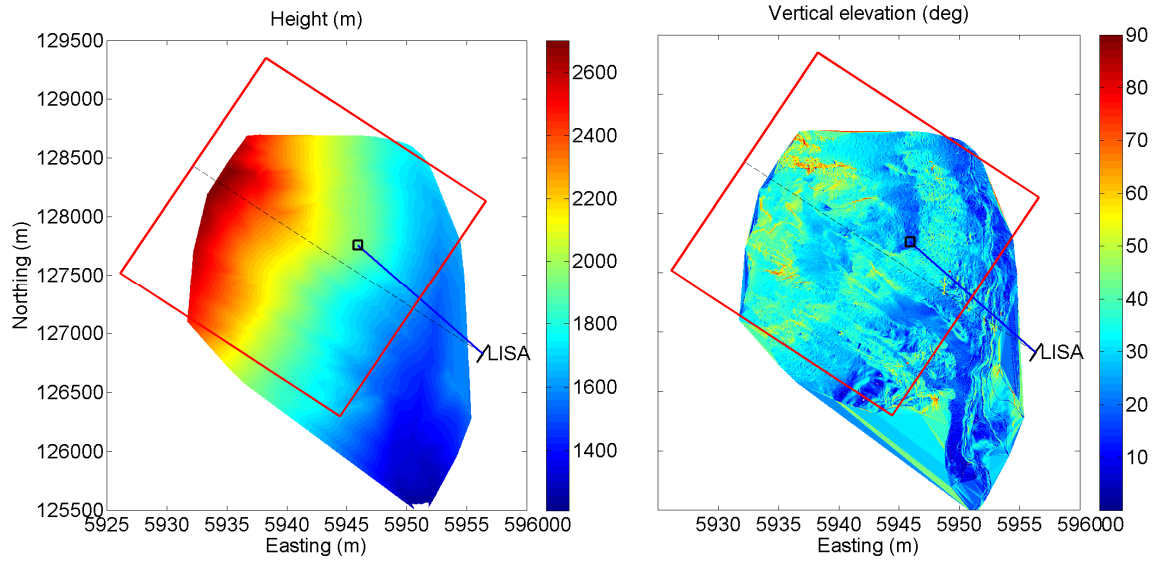 Height (m)
129500
129000
128500
128000
127500
127000
126500
126000
125500
Northing (m)
LISA
5925 5930 5935 5940 5945 5950 5955 596000
Easting (m)
2600
2400
2200
2000
1800
1600
1400
Vertical elevation (deg)
LISA
5930 5935 5940 5945 5950 5955 596000
Easting (m)
90
80
70
60
50
40
30
20
10